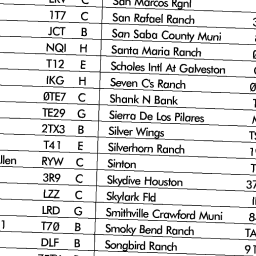 ERV C San Marcos Rgnl
1T7 C San Rafael Ranch
JCT B San Saba County Muni
NQI H Santa Maria Ranch
T12 E Scholes Intl At Galveston
IKG H Seven C's Ranch
0TE7 C Shank N Bank
TE29 G Sierra De Los Pilares
2TX3 B Silver Wings
T41 E Silverhorn Ranch
RYW C Sinton
3R9 C Skydive Houston
LZZ C Skylark Fld
LRD G Smithville Crawford Muni
T70 B Smoky Bend Ranch
DLF B Songbird Ranch